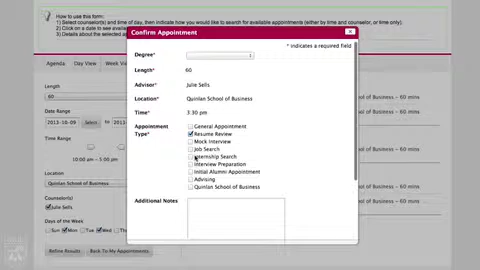 How to use this form:
1) Select counselor(s) and time of day, then indicate how you would like to search for available appointments (either by time and counselor, or time only).
2) Click on a date to see avail
3) Details about the selected a
Confirm Appointment
* indicates a required field
Degree*
Length* 60
Advisor* Julie Sells
Location* Quinlan School of Business
Time* 3:30 pm
Appointment Type*
General Appointment
Resume Review
Mock Interview
Job Search
Internship Search
Interview Preparation
Initial Alumni Appointment
Advising
Quinlan School of Business
Additional Notes
Agenda Day View Week Vi
Length
60
Date Range
2013-10-09 Select to 2013
Time Range
10:00 am - 5:00 pm
Location
Quinlan School of Business
Counselor(s)
Julie Sells
Days of the Week
Sun Mon Tue Wed Th
Refine Results Back To My Appointments
School of Business - 60 mins
School of Business - 60 mins
School of Business - 60 mins
School of Business - 60 mins
School of Business - 60 mins
School of Business - 60 mins